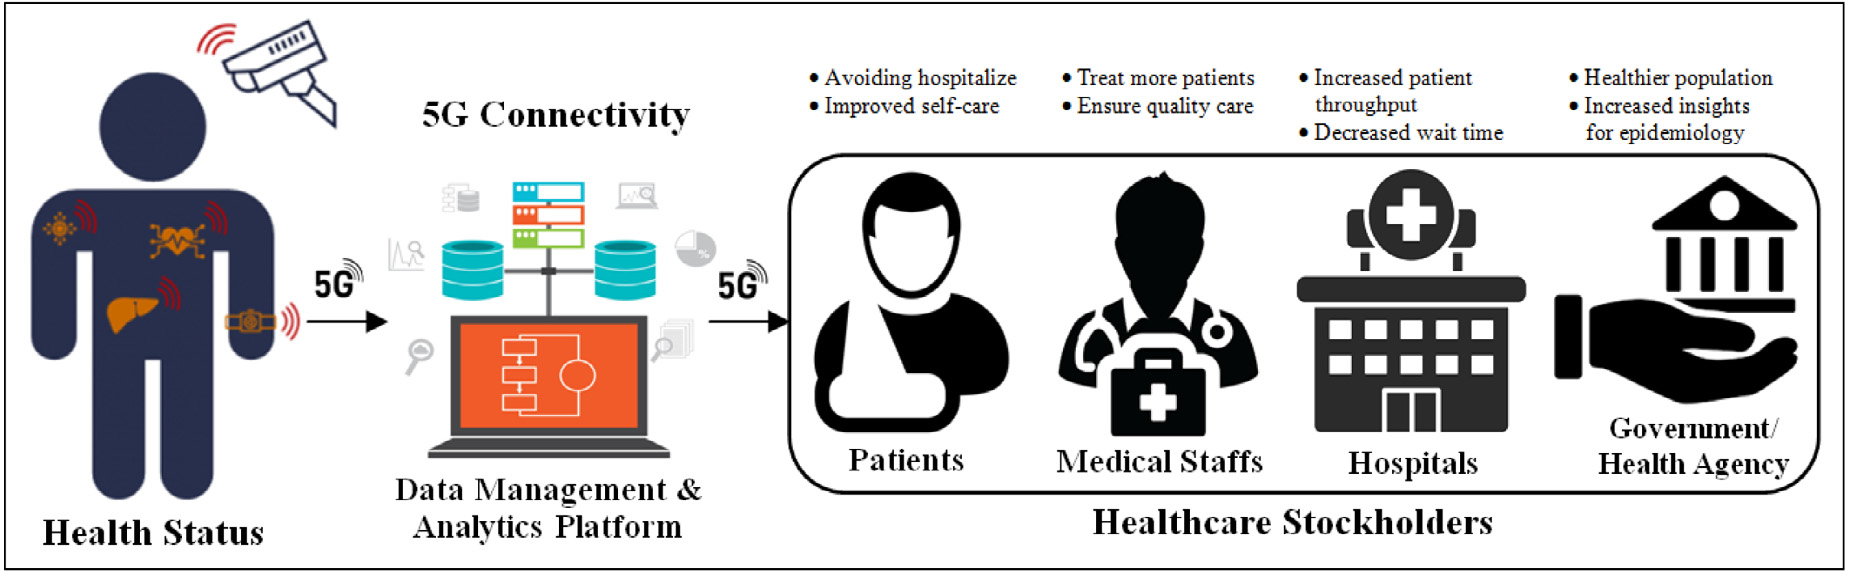 5G Connectivity
• Avoiding hospitalize
• Improved self-care
• Treat more patients
• Ensure quality care
• Increased patient
throughput
• Decreased wait time
• Healthier population
• Increased insights
for epidemiology
5G
%
5G
Health Status
Data Management &
Analytics Platform
Patients
Medical Staffs
Hospitals
Government/
Health Agency
Healthcare Stockholders